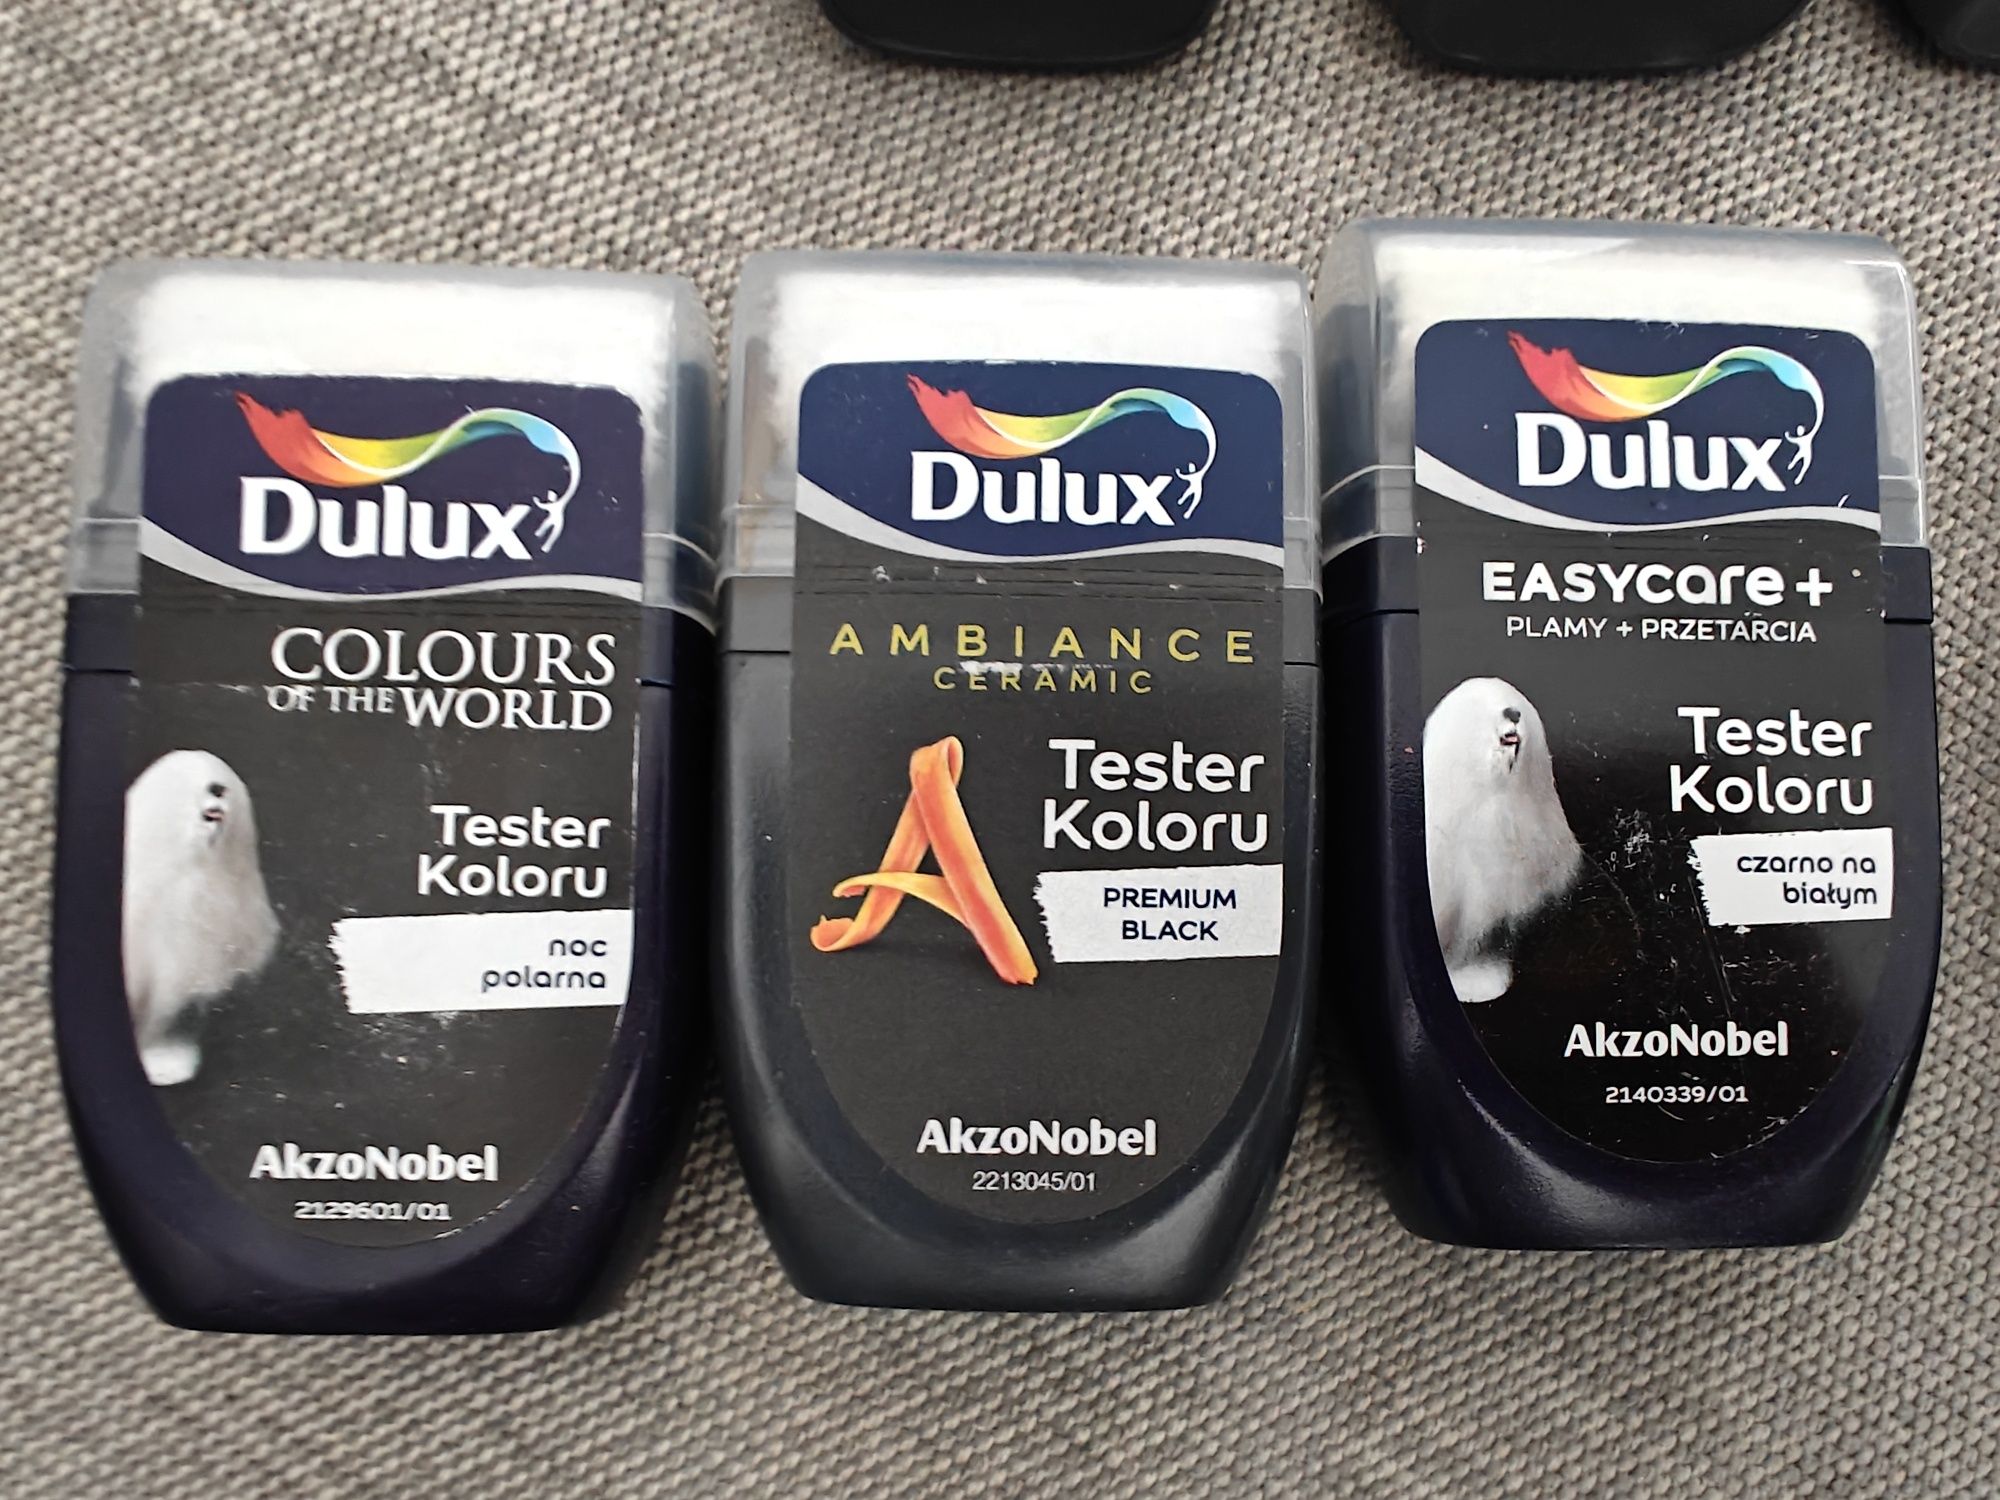 Dulux
COLOURS
OF THE WORLD
Tester
Koloru
noc
polarna
AkzoNobel
2129601/01
Dulux
AMBIANCE
CERAMIC
Tester
Koloru
PREMIUM
BLACK
AkzoNobel
2213045/01
Dulux
EASYcare+
PLAMY + PRZETARCIA
Tester
Koloru
czarno na
białym
AkzoNobel
2140339/01